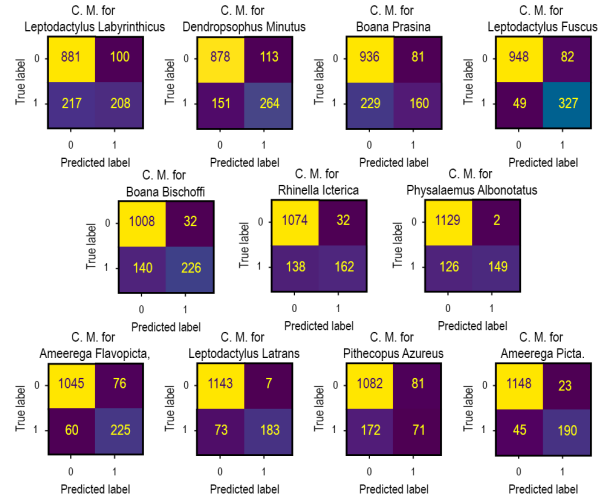 C. M. for
Leptodactylus Labyrinthicus
True label
0
881
100
1
217
208
0
1
Predicted label
C. M. for
Dendropsophus Minutus
True label
0
878
113
1
151
264
0
1
Predicted label
C. M. for
Boana Prasina
True label
0
936
81
1
229
160
0
1
Predicted label
C. M. for
Leptodactylus Fuscus
True label
0
948
82
1
49
327
0
1
Predicted label
C. M. for
Boana Bischoffi
True label
0
1008
32
1
140
226
0
1
Predicted label
C. M. for
Rhinella Icterica
True label
0
1074
32
1
138
162
0
1
Predicted label
C. M. for
Physalaemus Albonotatus
True label
0
1129
2
1
126
149
0
1
Predicted label
C. M. for
Ameerega Flavopicta,
True label
0
1045
76
1
60
225
0
1
Predicted label
C. M. for
Leptodactylus Latrans
True label
0
1143
7
1
73
183
0
1
Predicted label
C. M. for
Pithecopus Azureus
True label
0
1082
81
1
172
71
0
1
Predicted label
C. M. for
Ameerega Picta.
True label
0
1148
23
1
45
190
0
1
Predicted label